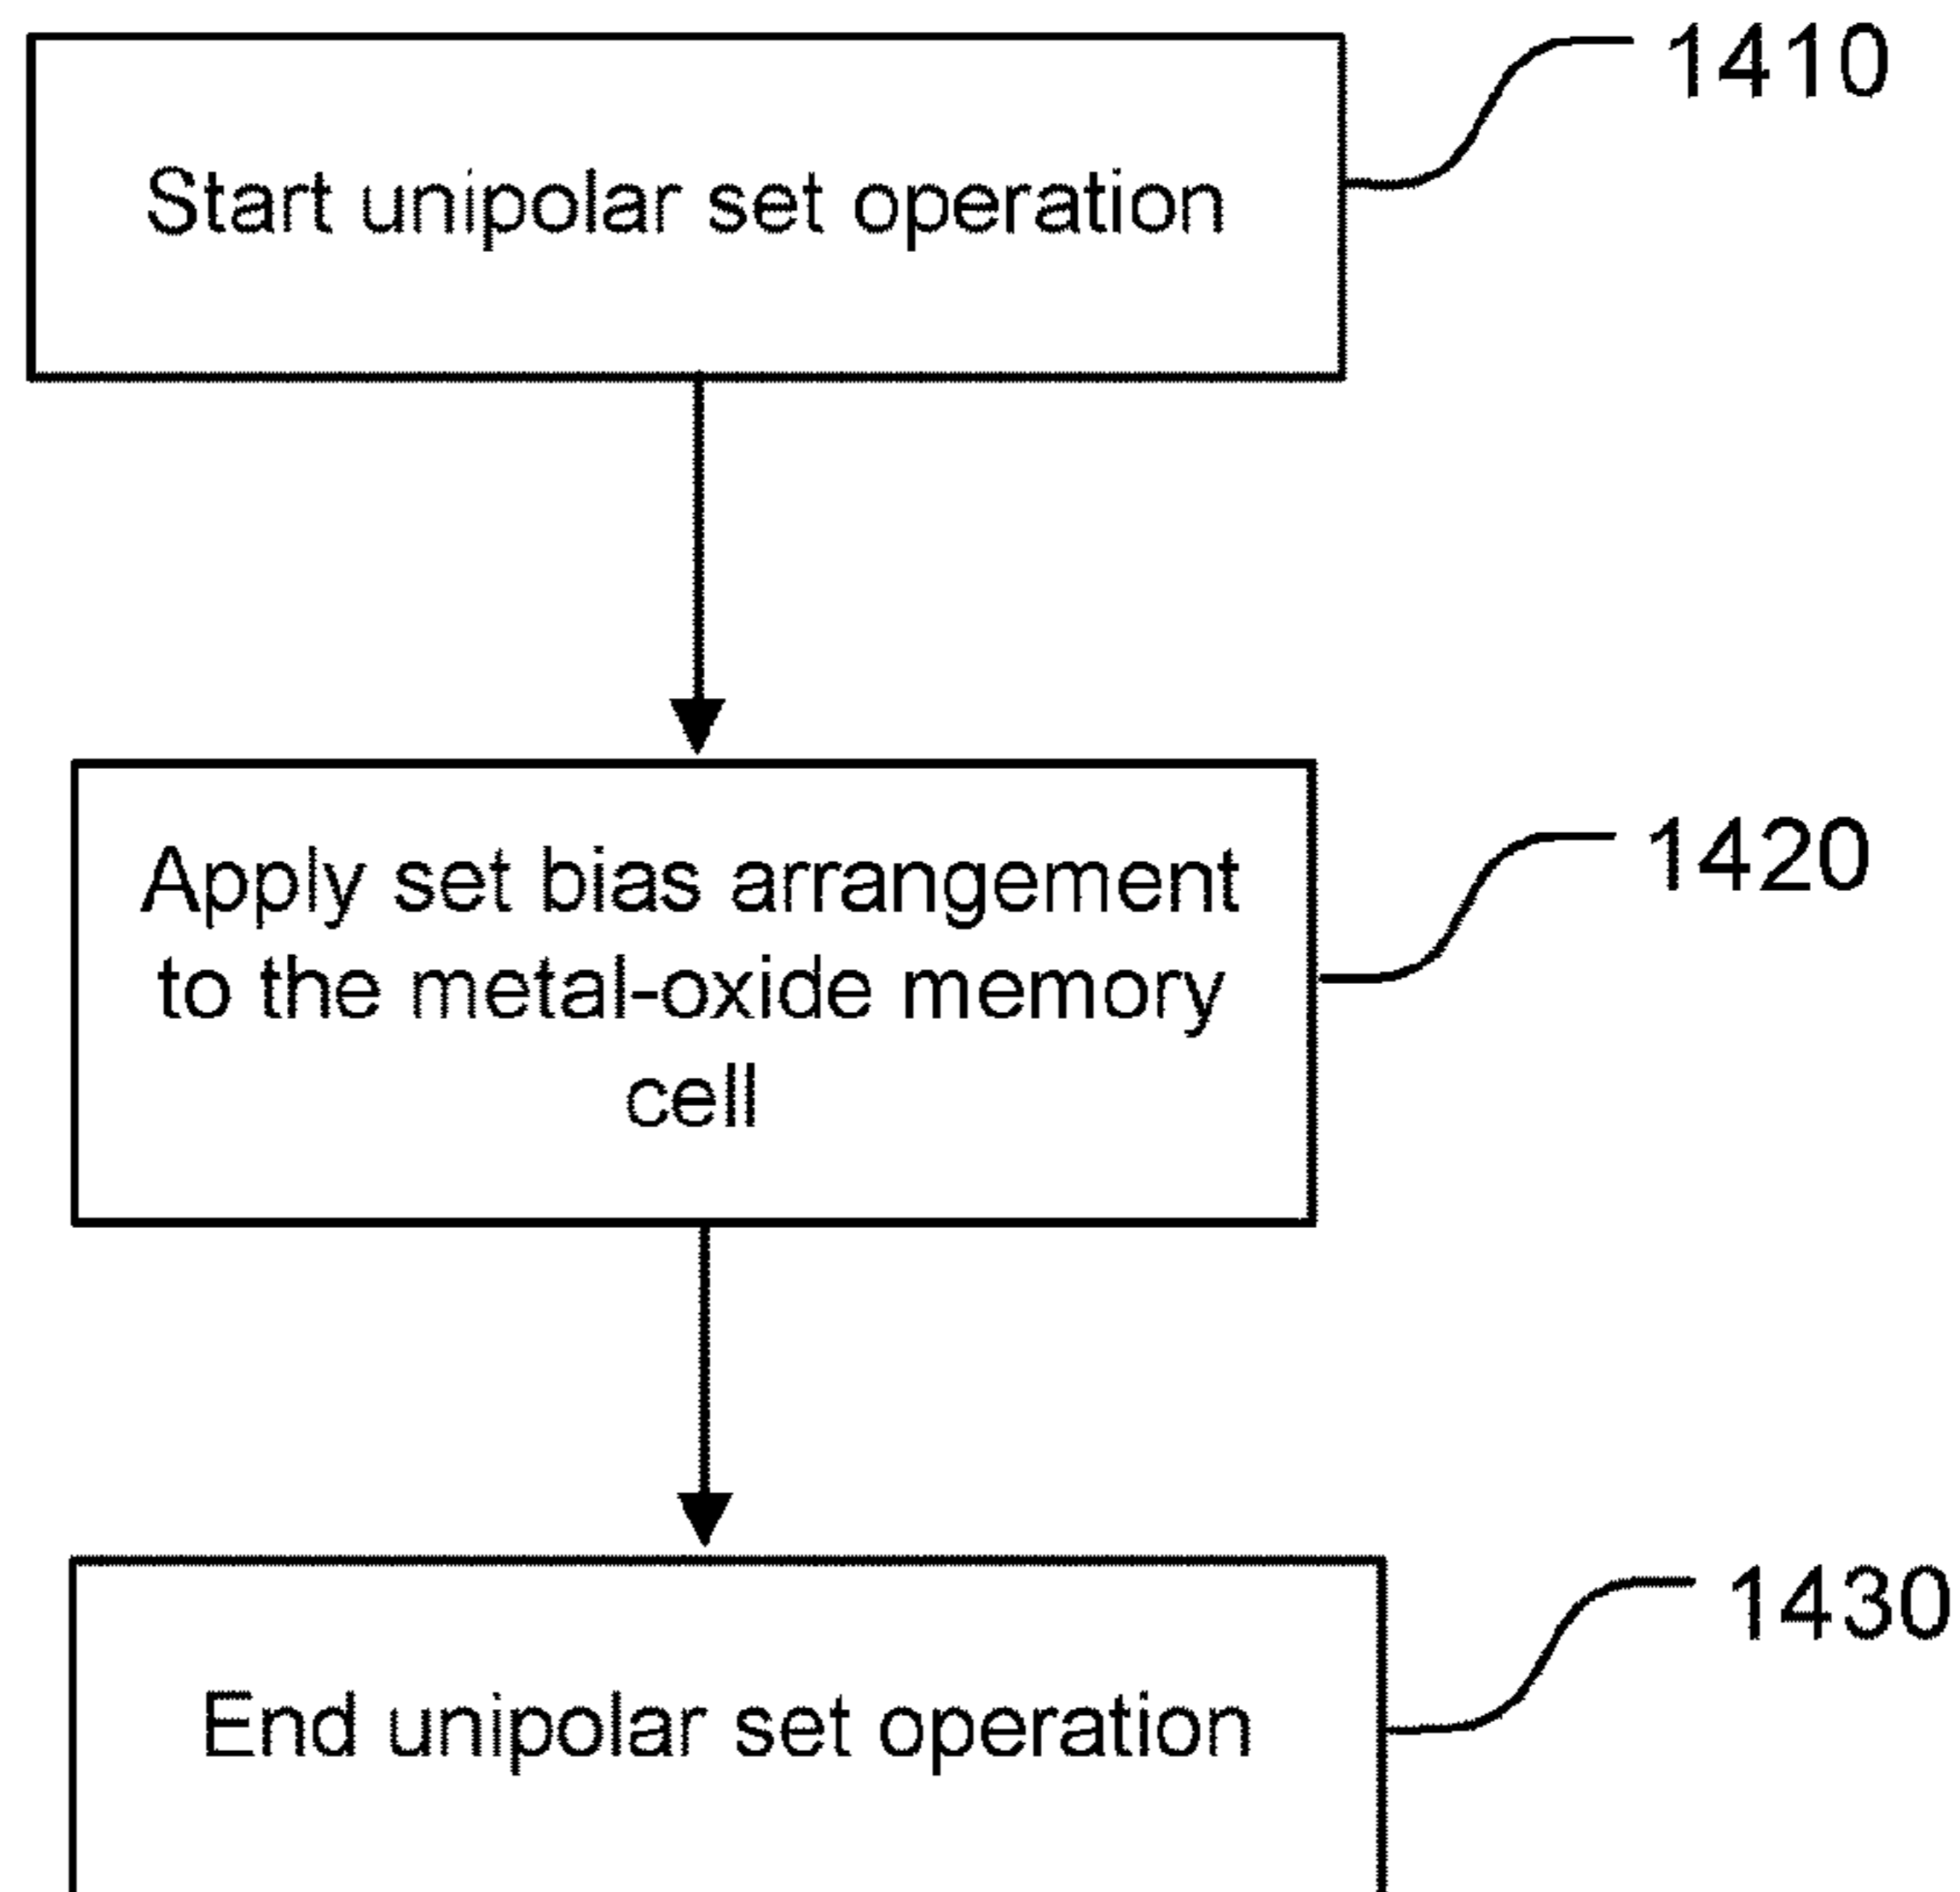 1410
Start unipolar set operation
1420
Apply set bias arrangement
to the metal-oxide memory
cell
1430
End unipolar set operation